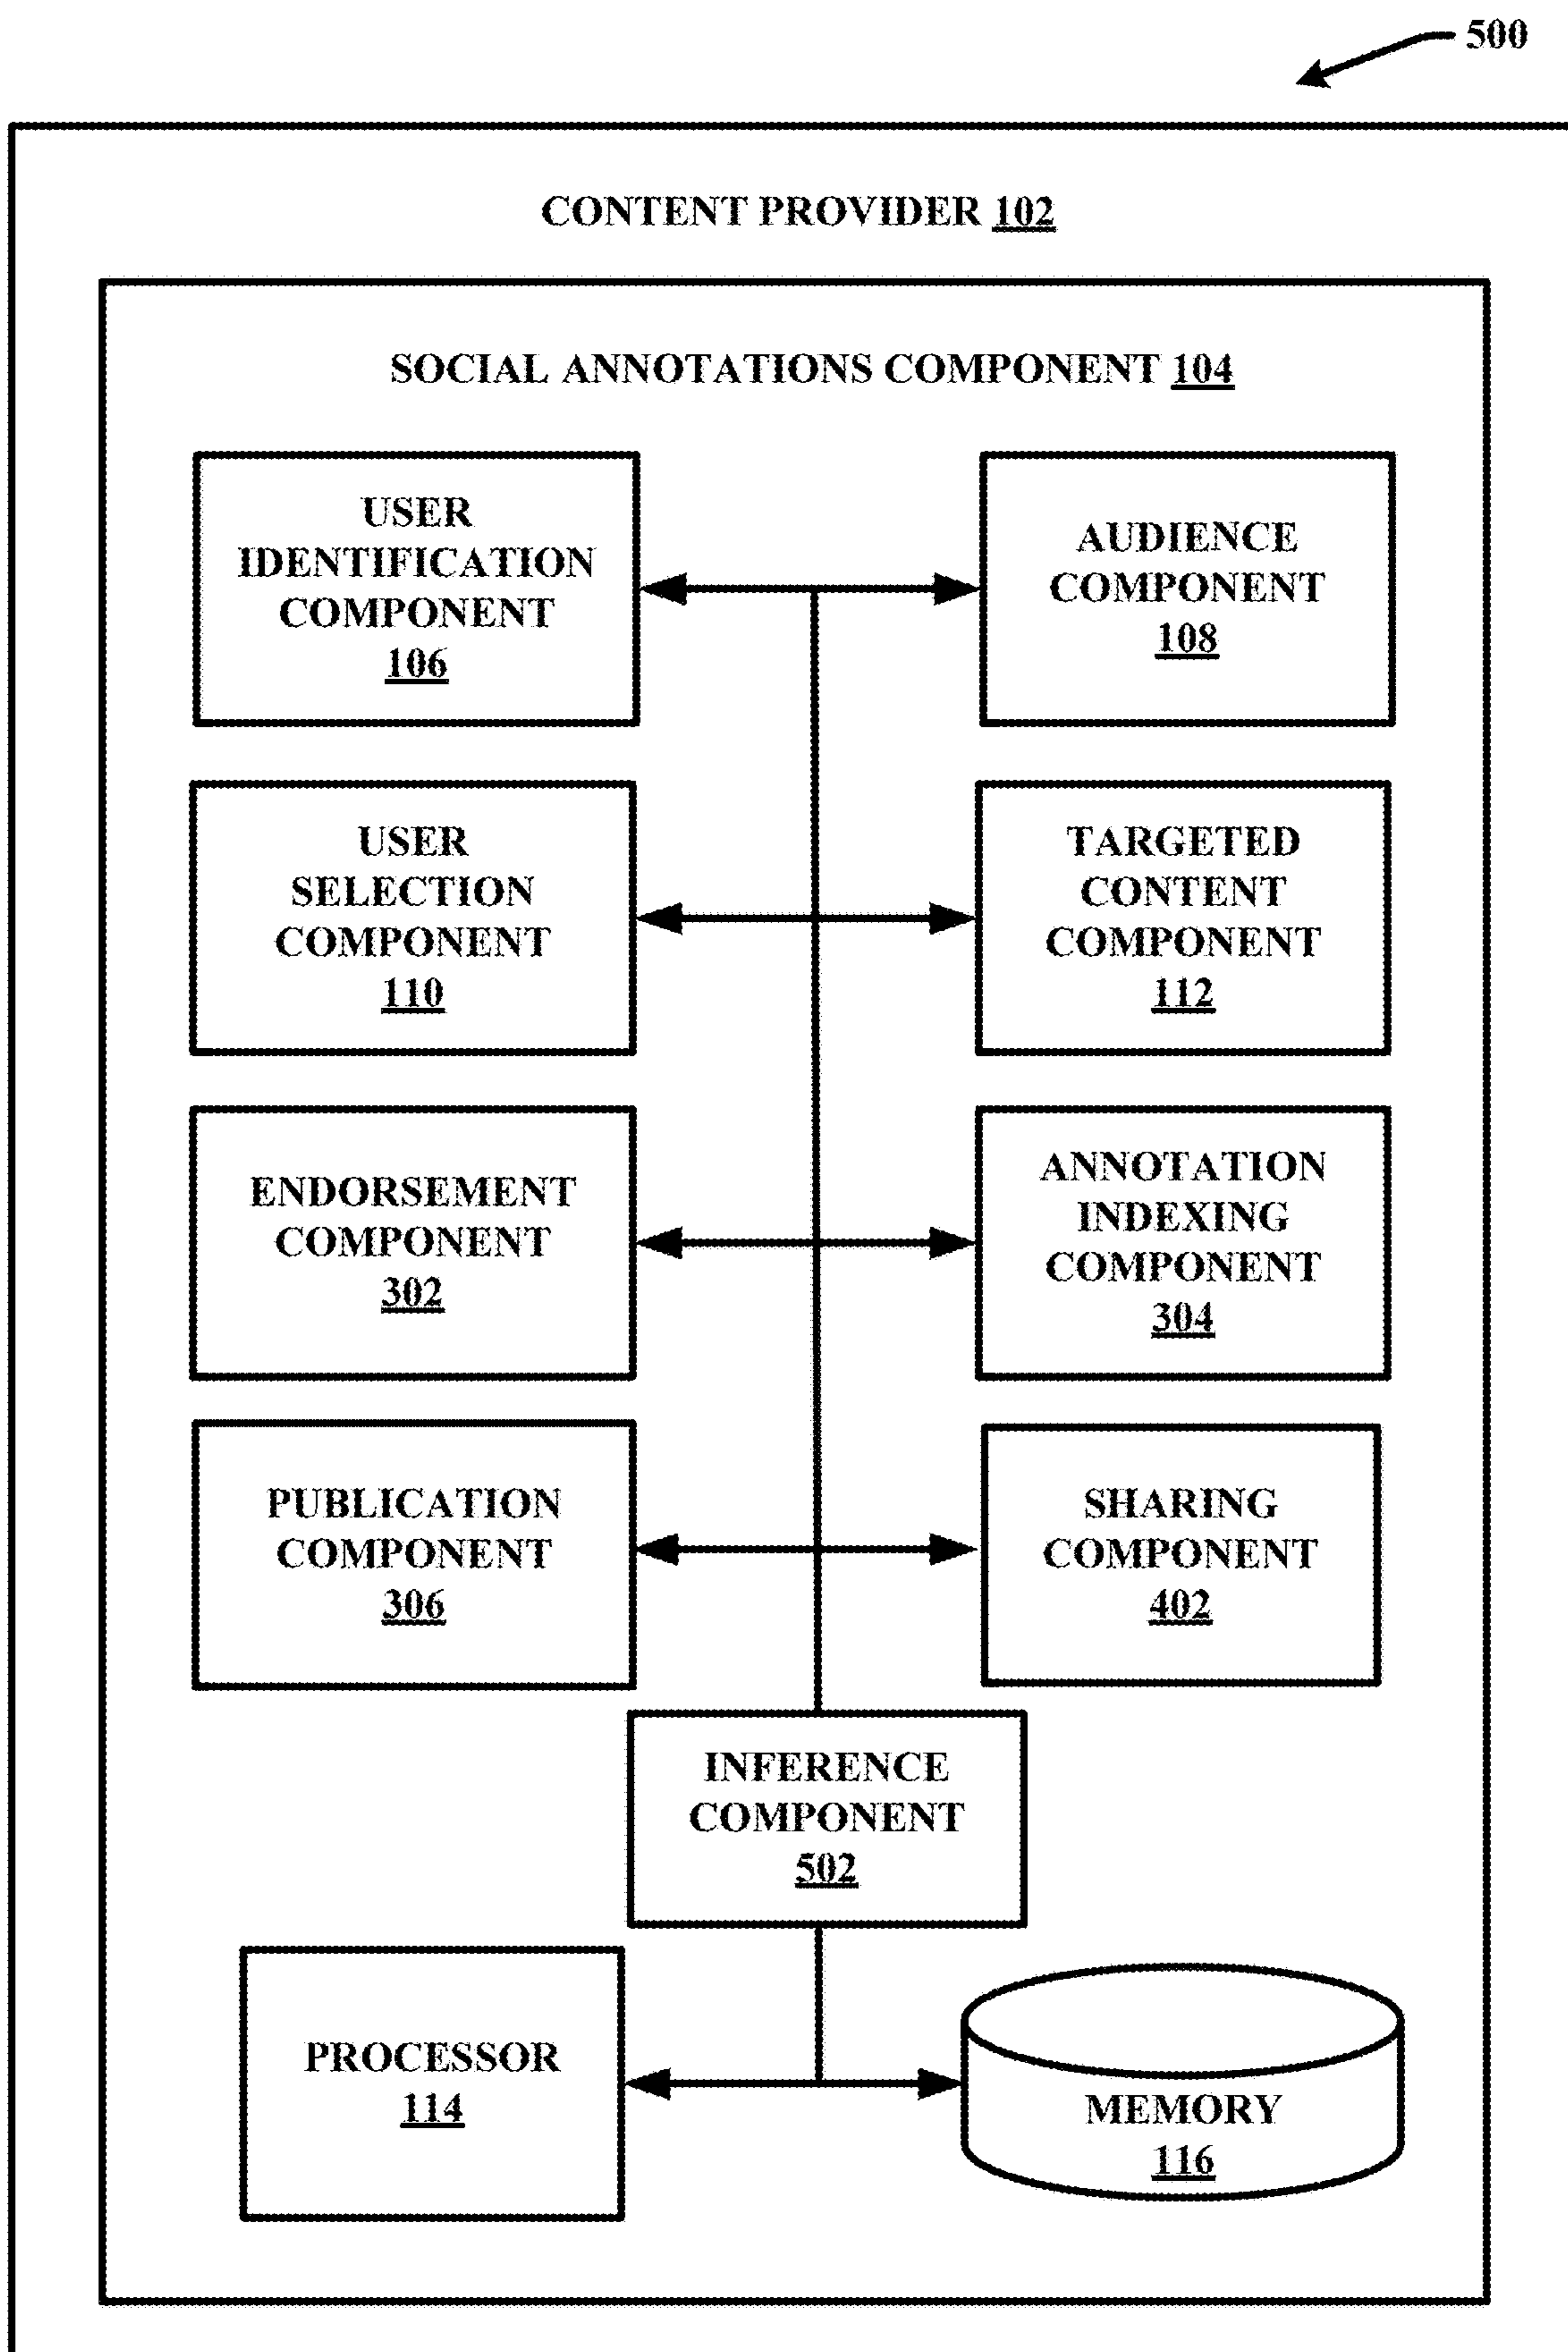 500
CONTENT PROVIDER 102
SOCIAL ANNOTATIONS COMPONENT 104
USER
IDENTIFICATION
COMPONENT
106
AUDIENCE
COMPONENT
108
USER
SELECTION
COMPONENT
110
TARGETED
CONTENT
COMPONENT
112
ENDORSEMENT
COMPONENT
302
ANNOTATION
INDEXING
COMPONENT
304
PUBLICATION
COMPONENT
306
SHARING
COMPONENT
402
INFERENCE
COMPONENT
502
PROCESSOR
114
MEMORY
116